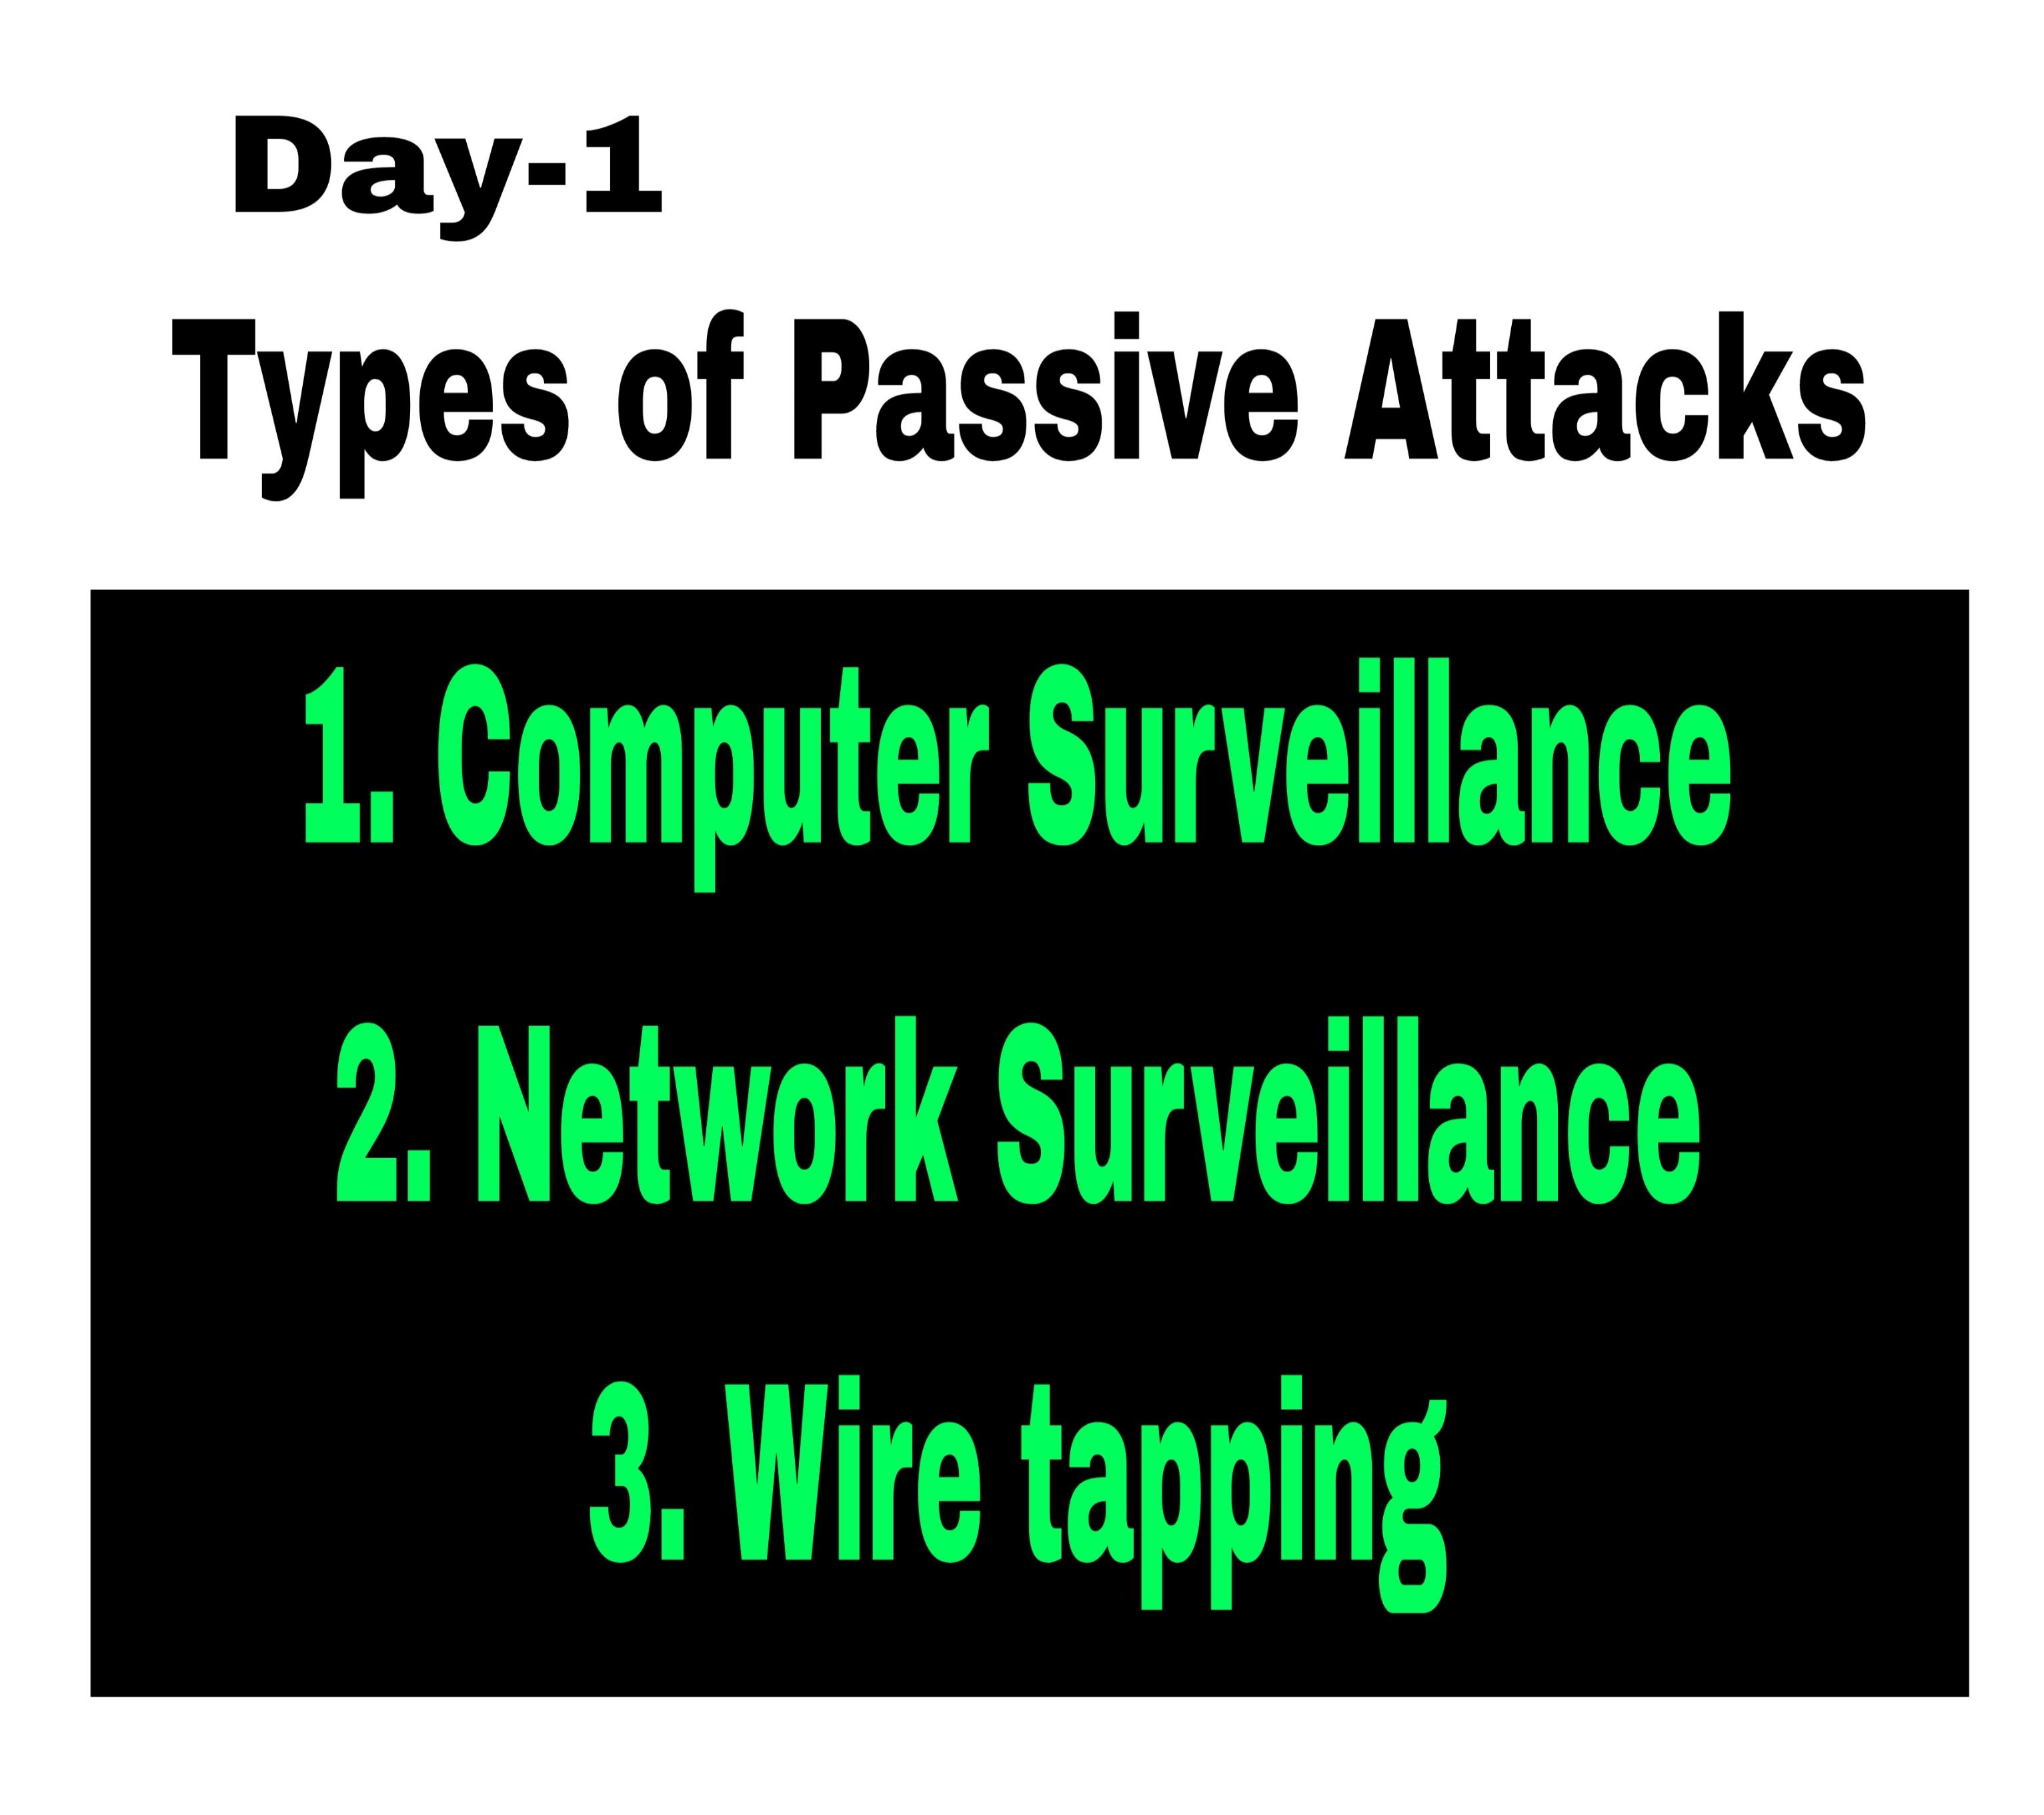 Day-1
Types of Passive Attacks
1. Computer Surveillance
2. Network Surveillance
3. Wire tapping